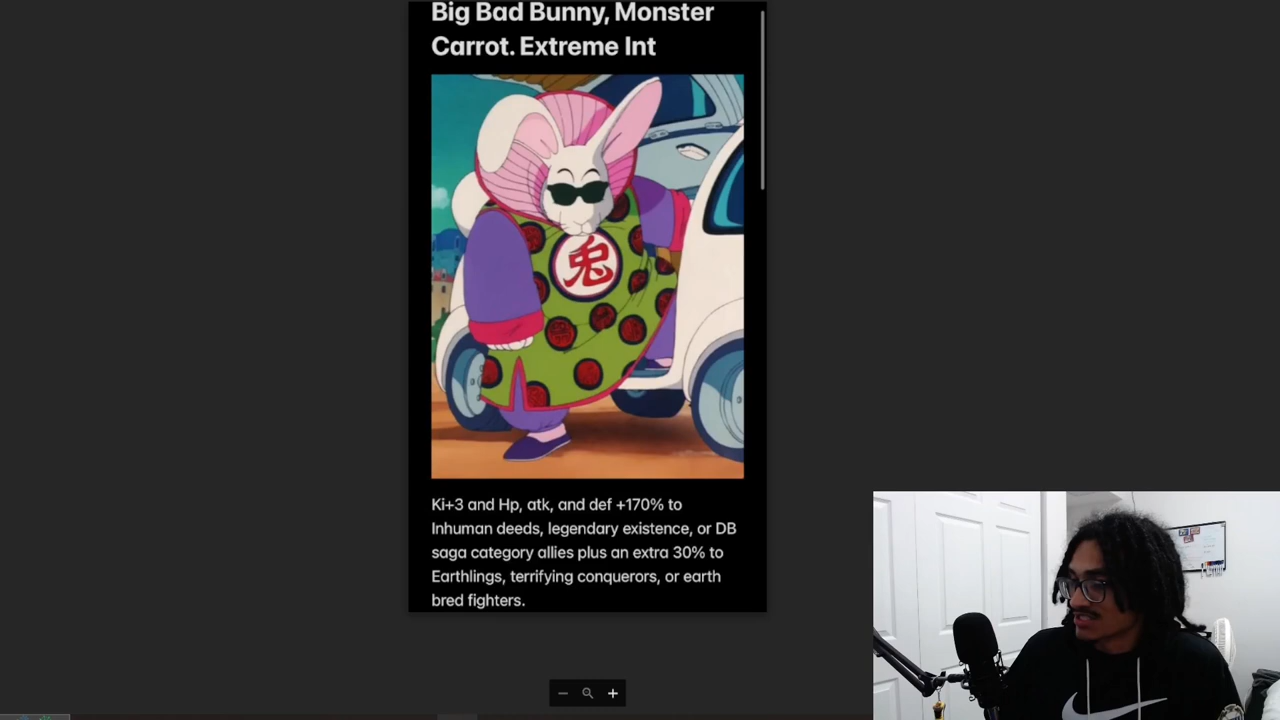 Big Bad Bunny, Monster
Carrot. Extreme Int
兎
Ki+3 and Hp, atk, and def +170% to
Inhuman deeds, legendary existence, or DB
saga category allies plus an extra 30% to
Earthlings, terrifying conquerors, or earth
bred fighters.